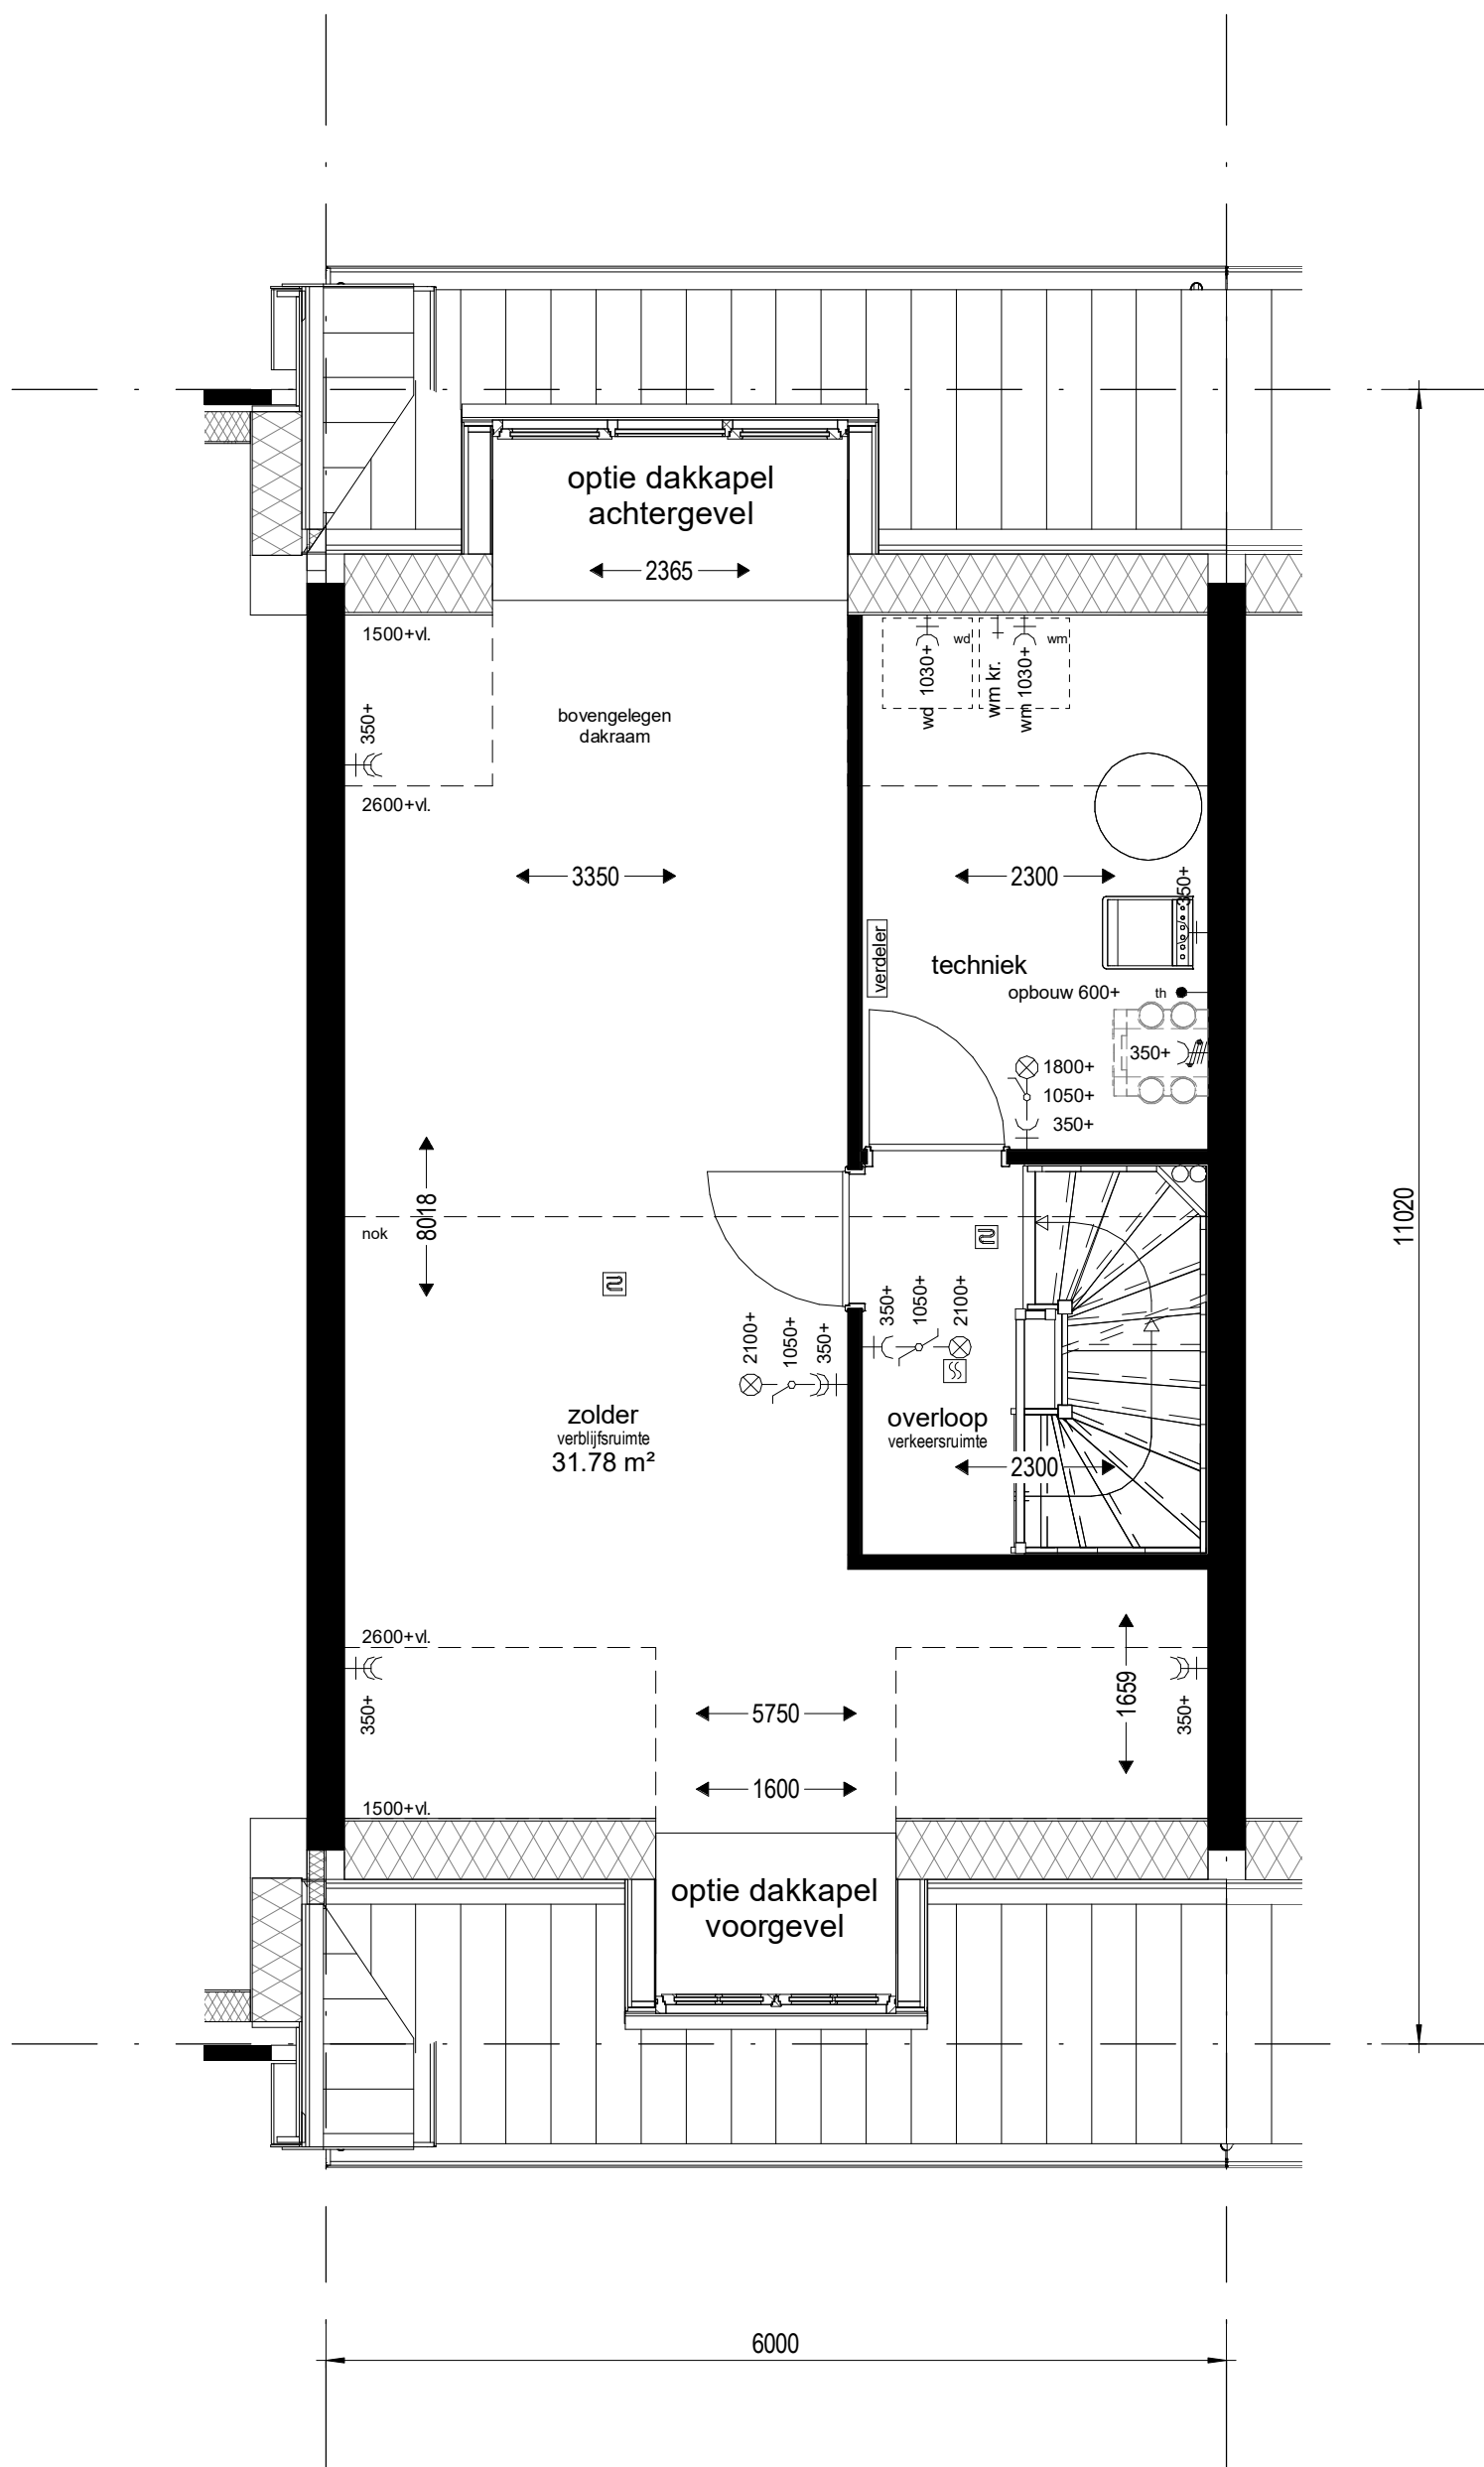 optie dakkapel
achtergevel
2365
1500+vl.
wd
wm
wd 1030+
wm kr.
wm 1030+
350+
bovengelegen
dakraam
2600+vl.
3350
2300
350+
verdeler
techniek
opbouw 600+
th
350+
1800+
1050+
350+
8018
11020
nok
2100+
1050+
350+
350+
1050+
2100+
zolder
verblijfsruimte
31.78 m²
overloop
verkeersruimte
2300
2600+vl.
350+
1659
350+
5750
1600
1500+vl.
optie dakkapel
voorgevel
6000